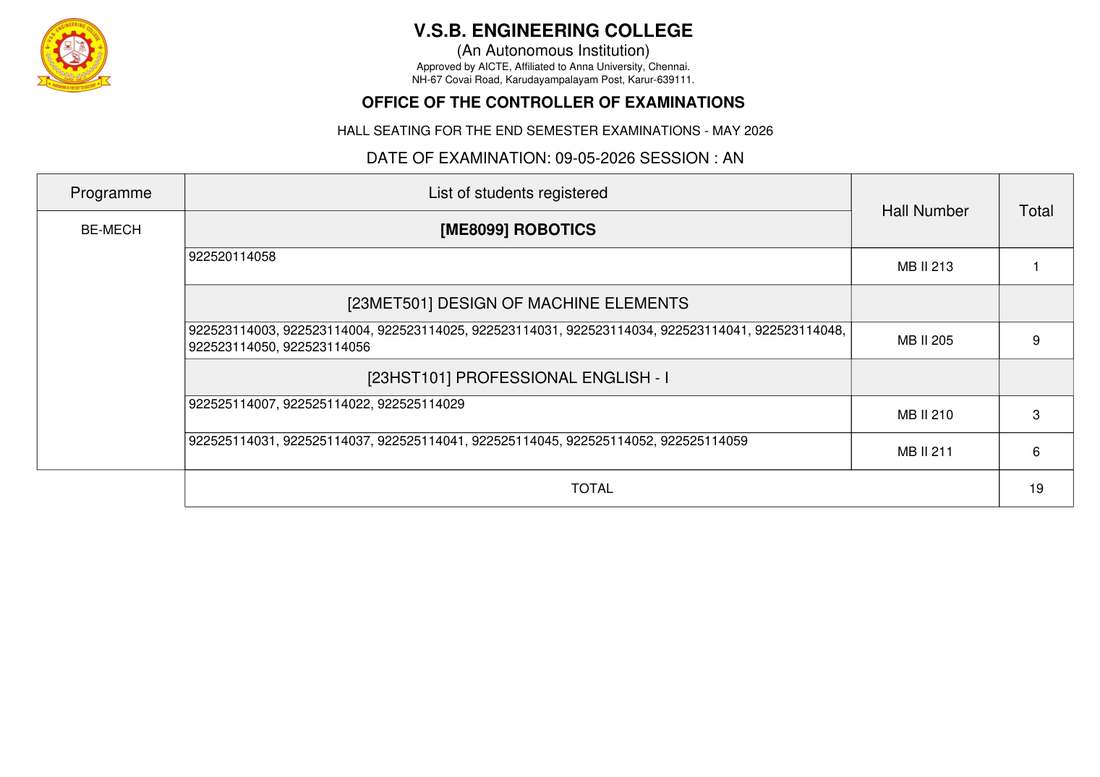 V.S.B. ENGINEERING COLLEGE
(An Autonomous Institution)
Approved by AICTE, Affiliated to Anna University, Chennai.
NH-67 Covai Road, Karudayampalayam Post, Karur-639111.
OFFICE OF THE CONTROLLER OF EXAMINATIONS
HALL SEATING FOR THE END SEMESTER EXAMINATIONS - MAY 2026
DATE OF EXAMINATION: 09-05-2026 SESSION : AN
Programme List of students registered Hall Number Total
BE-MECH [ME8099] ROBOTICS
922520114058 MB II 213 1
[23MET501] DESIGN OF MACHINE ELEMENTS
922523114003, 922523114004, 922523114025, 922523114031, 922523114034, 922523114041, 922523114048,
922523114050, 922523114056 MB II 205 9
[23HST101] PROFESSIONAL ENGLISH - I
922525114007, 922525114022, 922525114029 MB II 210 3
922525114031, 922525114037, 922525114041, 922525114045, 922525114052, 922525114059 MB II 211 6
TOTAL 19